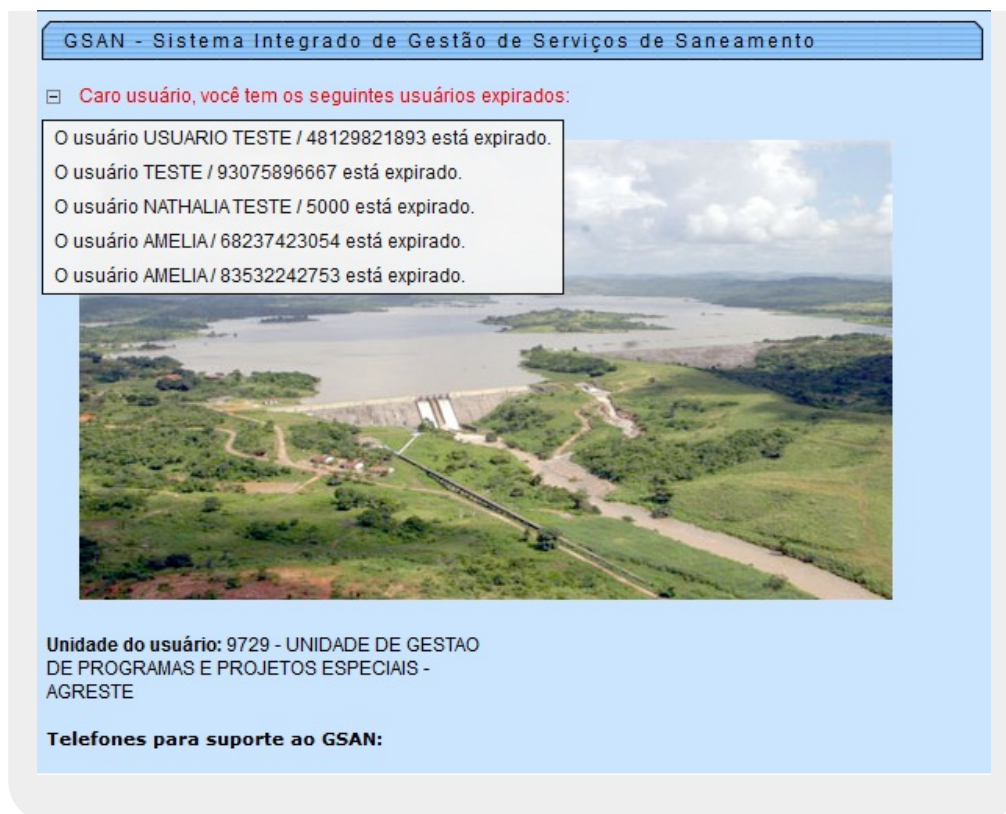 GSAN - Sistema Integrado de Gestão de Serviços de Saneamento
Caro usuário, você tem os seguintes usuários expirados:
O usuário USUARIO TESTE / 48129821893 está expirado.
O usuário TESTE / 93075896667 está expirado.
O usuário NATHALIA TESTE / 5000 está expirado.
O usuário AMELIA / 68237423054 está expirado.
O usuário AMELIA / 83532242753 está expirado.
Unidade do usuário: 9729 - UNIDADE DE GESTAO
DE PROGRAMAS E PROJETOS ESPECIAIS -
AGRESTE
Telefones para suporte ao GSAN: